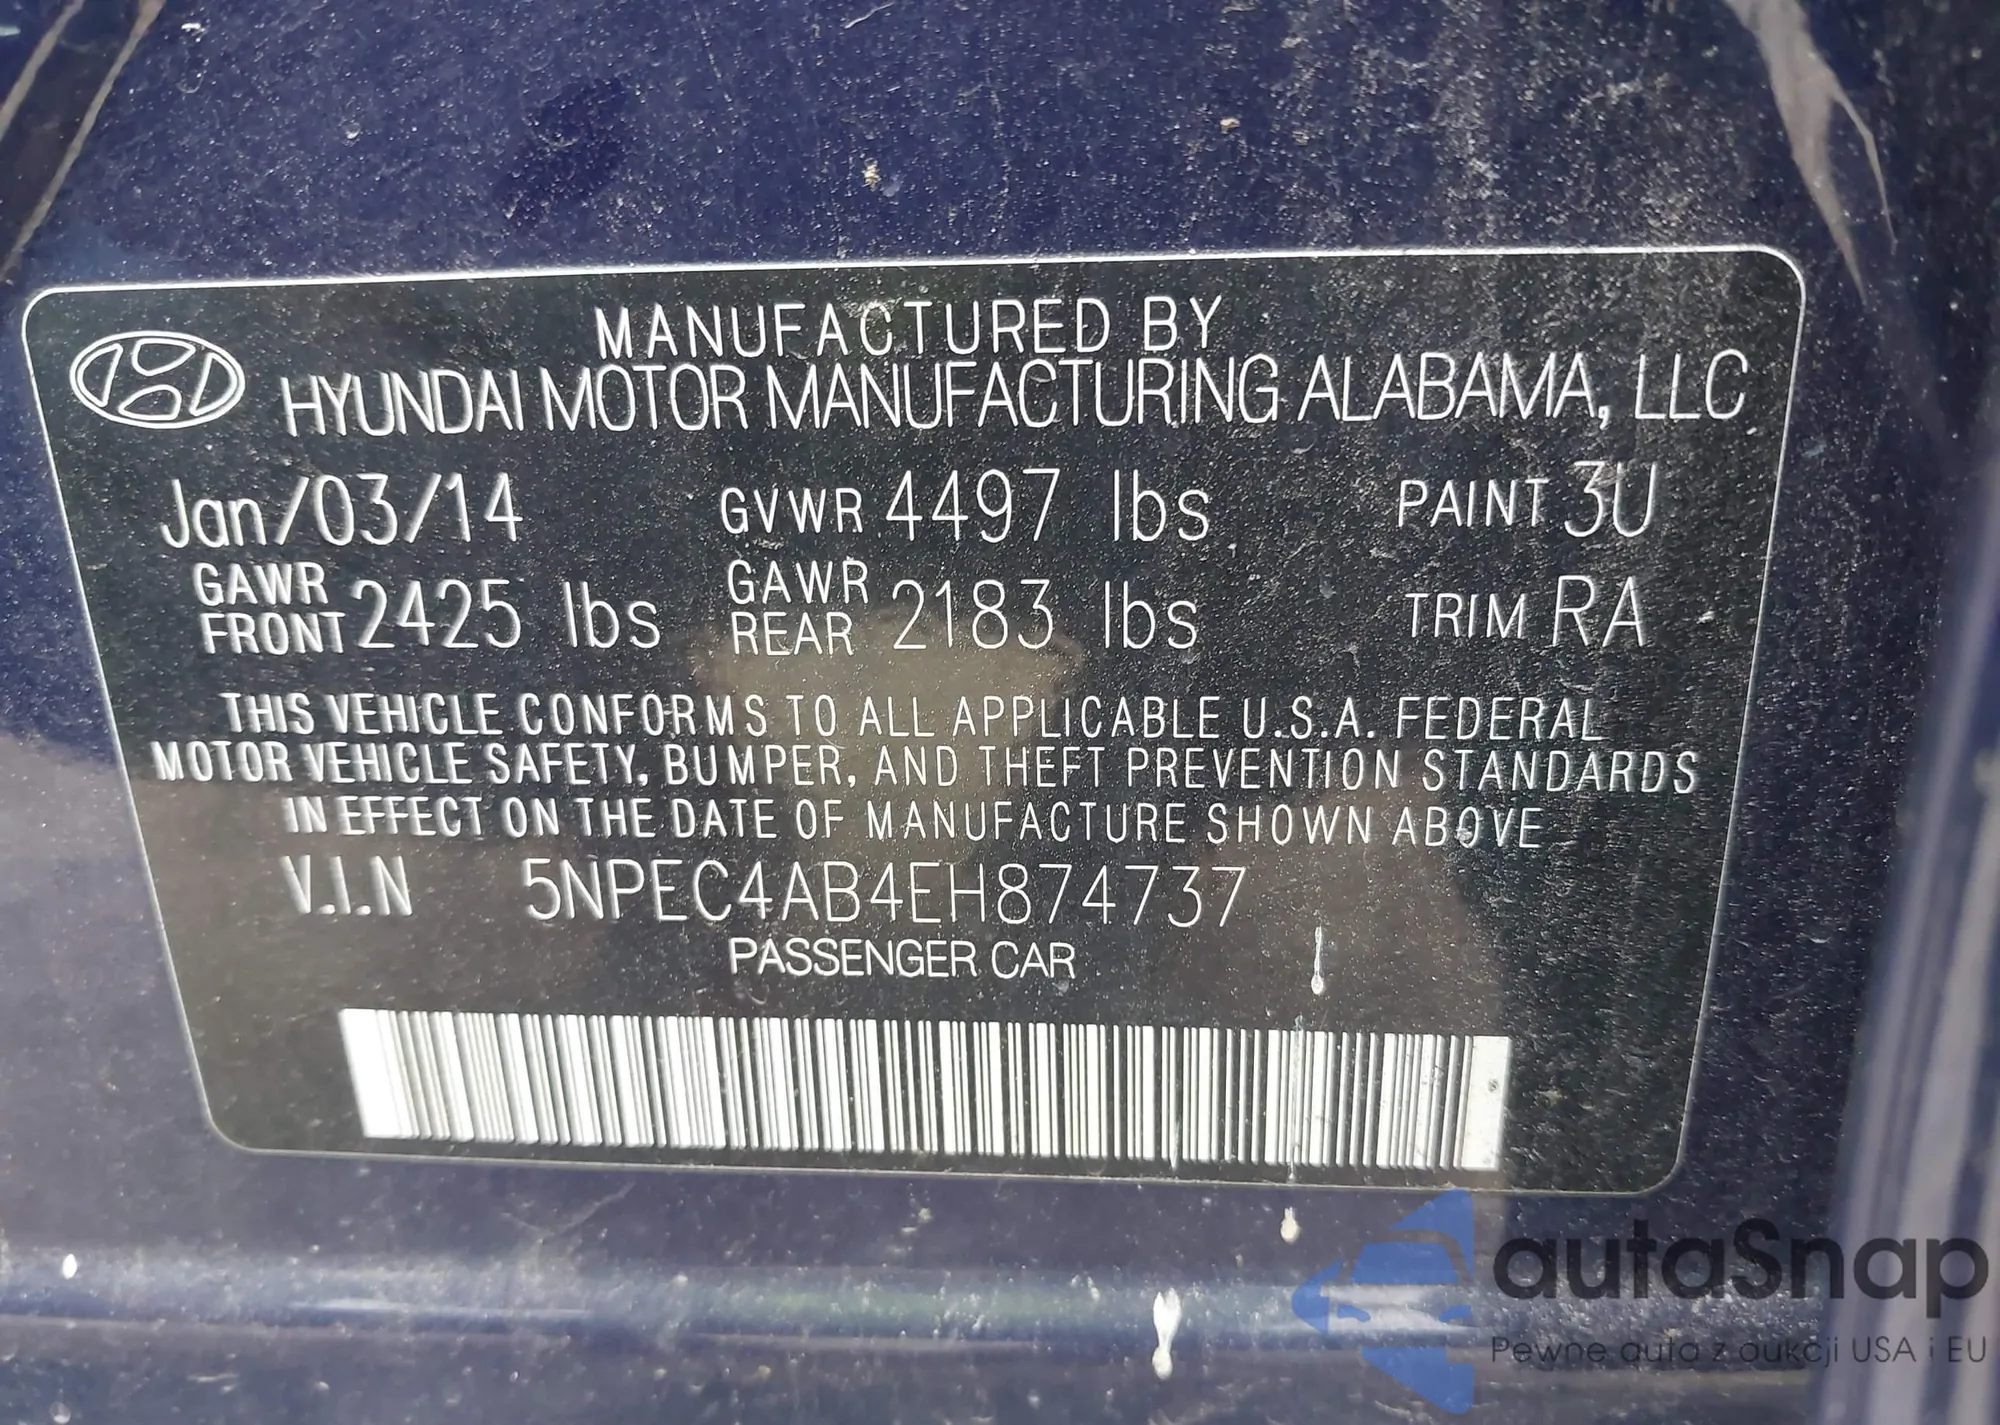 MANUFACTURED BY
HYUNDAI MOTOR MANUFACTURING ALABAMA, LLC
Jan/03/14 GVWR 4497 lbs PAINT 3U
GAWR FRONT 2425 lbs GAWR REAR 2183 lbs TRIM RA
THIS VEHICLE CONFORMS TO ALL APPLICABLE U.S.A. FEDERAL
MOTOR VEHICLE SAFETY, BUMPER, AND THEFT PREVENTION STANDARDS
IN EFFECT ON THE DATE OF MANUFACTURE SHOWN ABOVE
V.I.N 5NPEC4AB4EH874737
PASSENGER CAR
autaSnap
Pewne auta z aukcji USA i EU